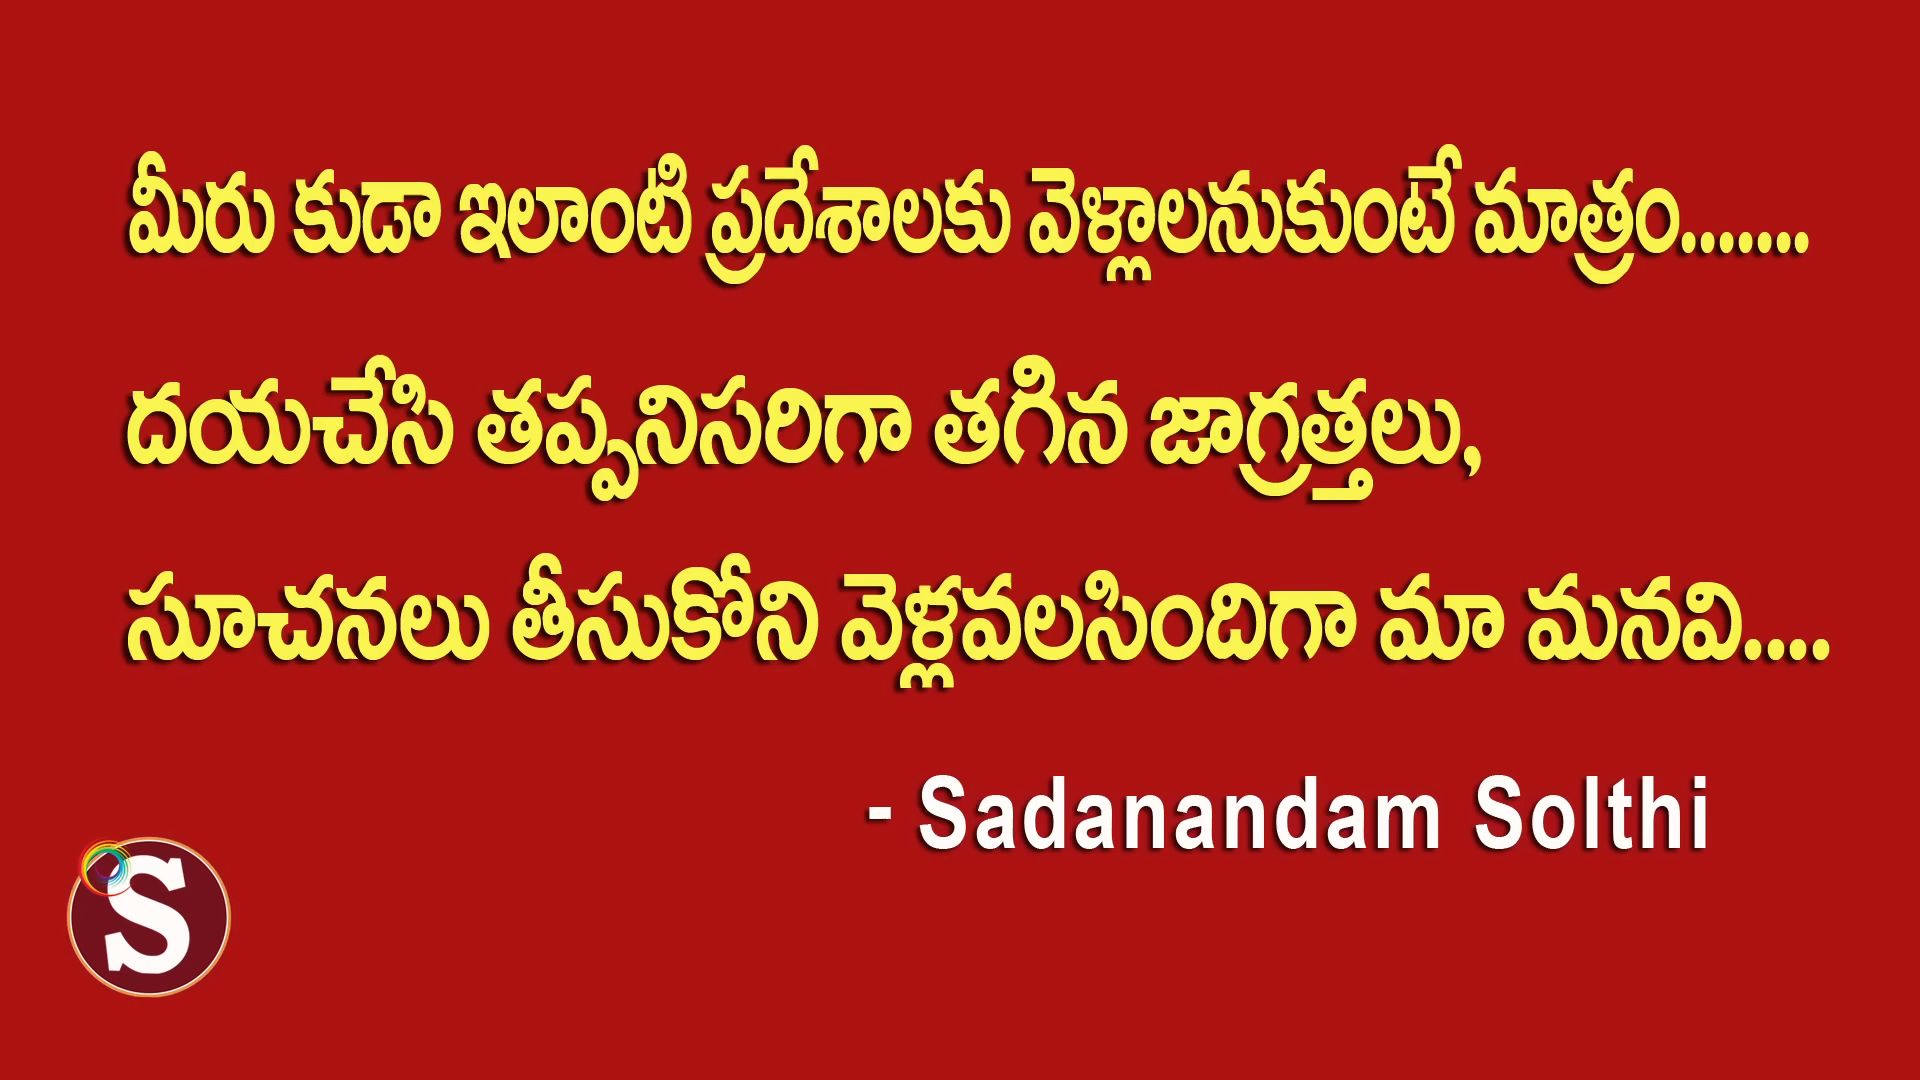 మీరు కుడా ఇలాంటి ప్రదేశాలకు వెళ్లాలనుకుంటే మాత్రం.......
దయచేసి తప్పనిసరిగా తగిన జాగ్రత్తలు,
సూచనలు తీసుకోని వెళ్లవలసిందిగా మా మనవి....
- Sadanandam Solthi
S